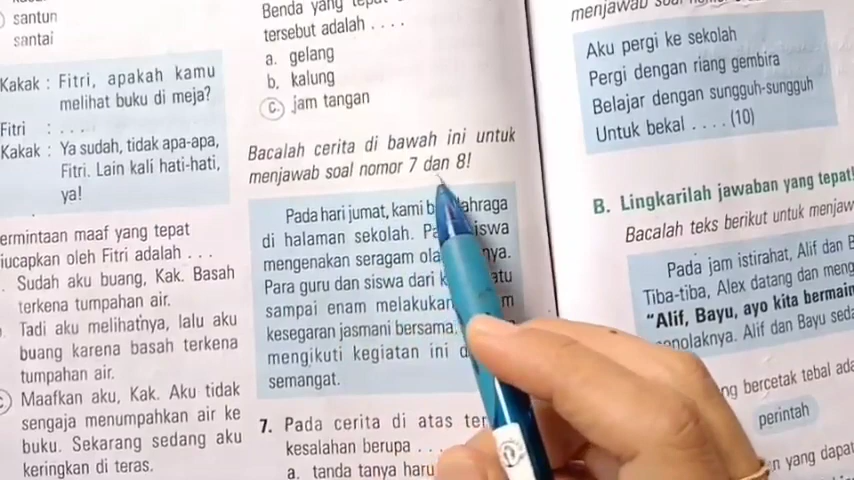 santun
santai
Kakak : Fitri, apakah kamu
melihat buku di meja?
Fitri : . . . .
Kakak : Ya sudah, tidak apa-apa,
Fitri. Lain kali hati-hati,
ya!
ermintaan maaf yang tepat
iucapkan oleh Fitri adalah . . . .
Sudah aku buang, Kak. Basah
terkena tumpahan air.
Tadi aku melihatnya, lalu aku
buang karena basah terkena
tumpahan air.
Maafkan aku, Kak. Aku tidak
sengaja menumpahkan air ke
buku. Sekarang sedang aku
keringkan di teras.
Benda yang
tersebut adalah . . . .
a. gelang
b. kalung
c. jam tangan
Bacalah cerita di bawah ini untuk
menjawab soal nomor 7 dan 8!
Pada hari jumat, kami b lahraga
di halaman sekolah. Pa iswa
mengenakan seragam ola nya.
Para guru dan siswa dari k atu
sampai enam melakukan m
kesegaran jasmani bersama.
mengikuti kegiatan ini d
semangat.
7. Pada cerita di atas ter
kesalahan berupa . . .
a. tanda tanya haru
menjawab soal
Aku pergi ke sekolah
Pergi dengan riang gembira
Belajar dengan sungguh-sungguh
Untuk bekal . . . . (10)
B. Lingkarilah jawaban yang tepat!
Bacalah teks berikut untuk menjaw
Pada jam istirahat, Alif dan B
Tiba-tiba, Alex datang dan meng
"Alif, Bayu, ayo kita bermain
enolaknya. Alif dan Bayu seda
ng bercetak tebal ada
perintah
n yang dapat